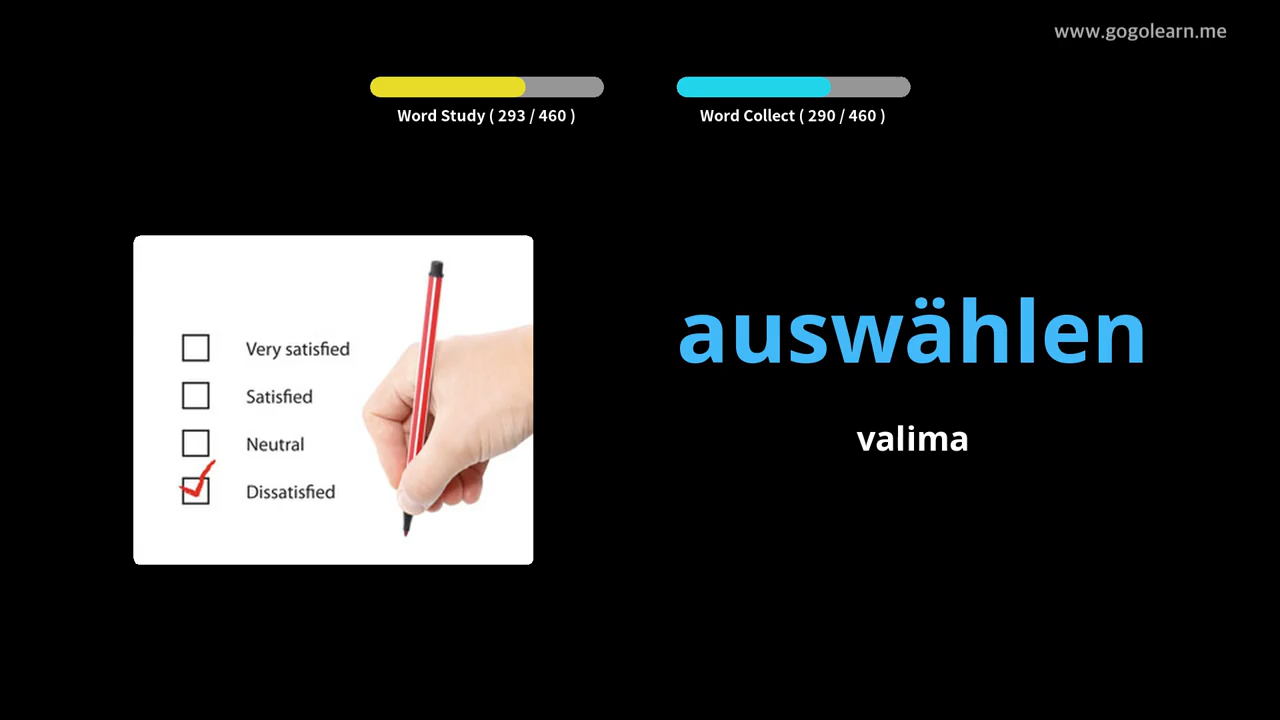 www.gogolearn.me
Word Study ( 293 / 460 )
Word Collect ( 290 / 460 )
Very satisfied
Satisfied
Neutral
Dissatisfied
auswählen
valima